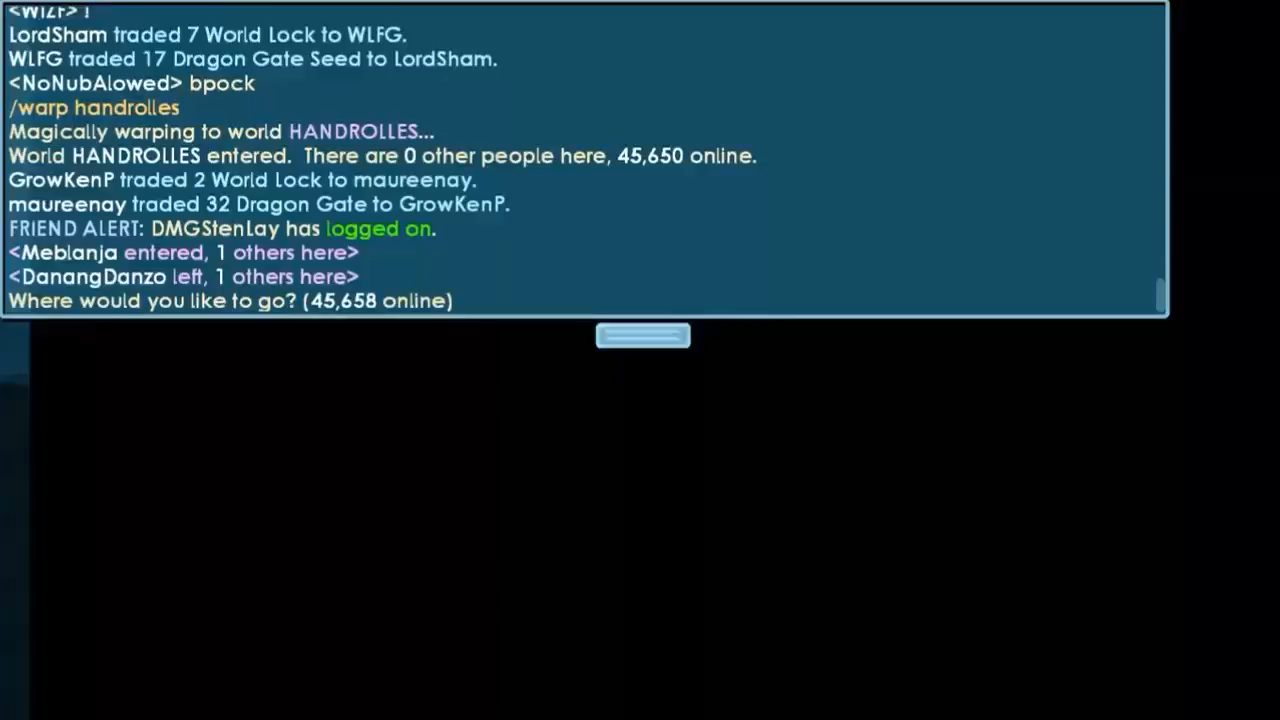 LordSham traded 7 World Lock to WLFG.
WLFG traded 17 Dragon Gate Seed to LordSham.
<NoNubAlowed> bpock
/warp handrolles
Magically warping to world HANDROLLES...
World HANDROLLES entered.  There are 0 other people here, 45,650 online.
GrowKenP traded 2 World Lock to maureenay.
maureenay traded 32 Dragon Gate to GrowKenP.
FRIEND ALERT: DMGStenLay has logged on.
<Meblanja entered, 1 others here>
<DanangDanzo left, 1 others here>
Where would you like to go? (45,658 online)